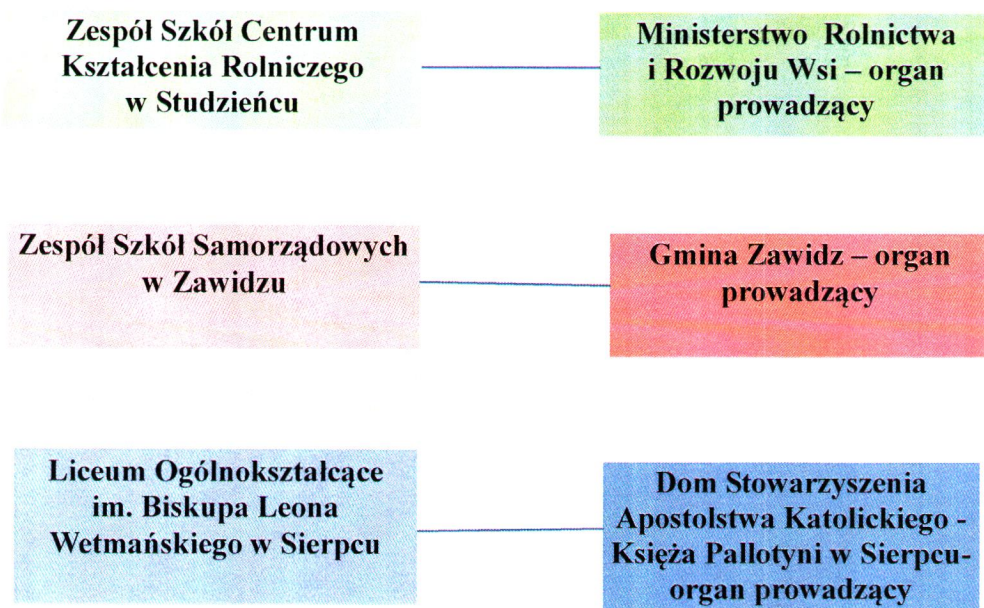 Zespół Szkół Centrum
Kształcenia Rolniczego
w Studzieńcu
Ministerstwo Rolnictwa
i Rozwoju Wsi – organ
prowadzący
Zespół Szkół Samorządowych
w Zawidzu
Gmina Zawidz – organ
prowadzący
Liceum Ogólnokształcące
im. Biskupa Leona
Wetmańskiego w Sierpcu
Dom Stowarzyszenia
Apostolstwa Katolickiego -
Księża Pallotyni w Sierpcu-
organ prowadzący